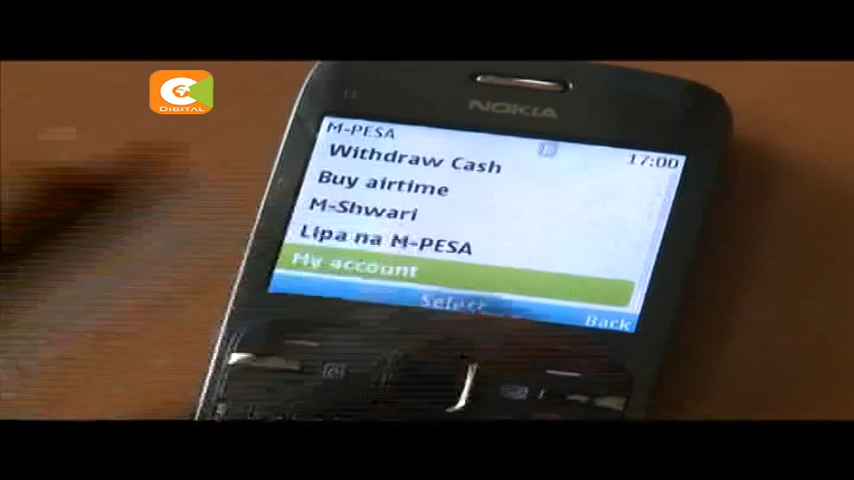 DIGITAL
NOKIA
M-PESA
17:00
Withdraw Cash
Buy airtime
M-Shwari
Lipa na M-PESA
My account
Select
Back